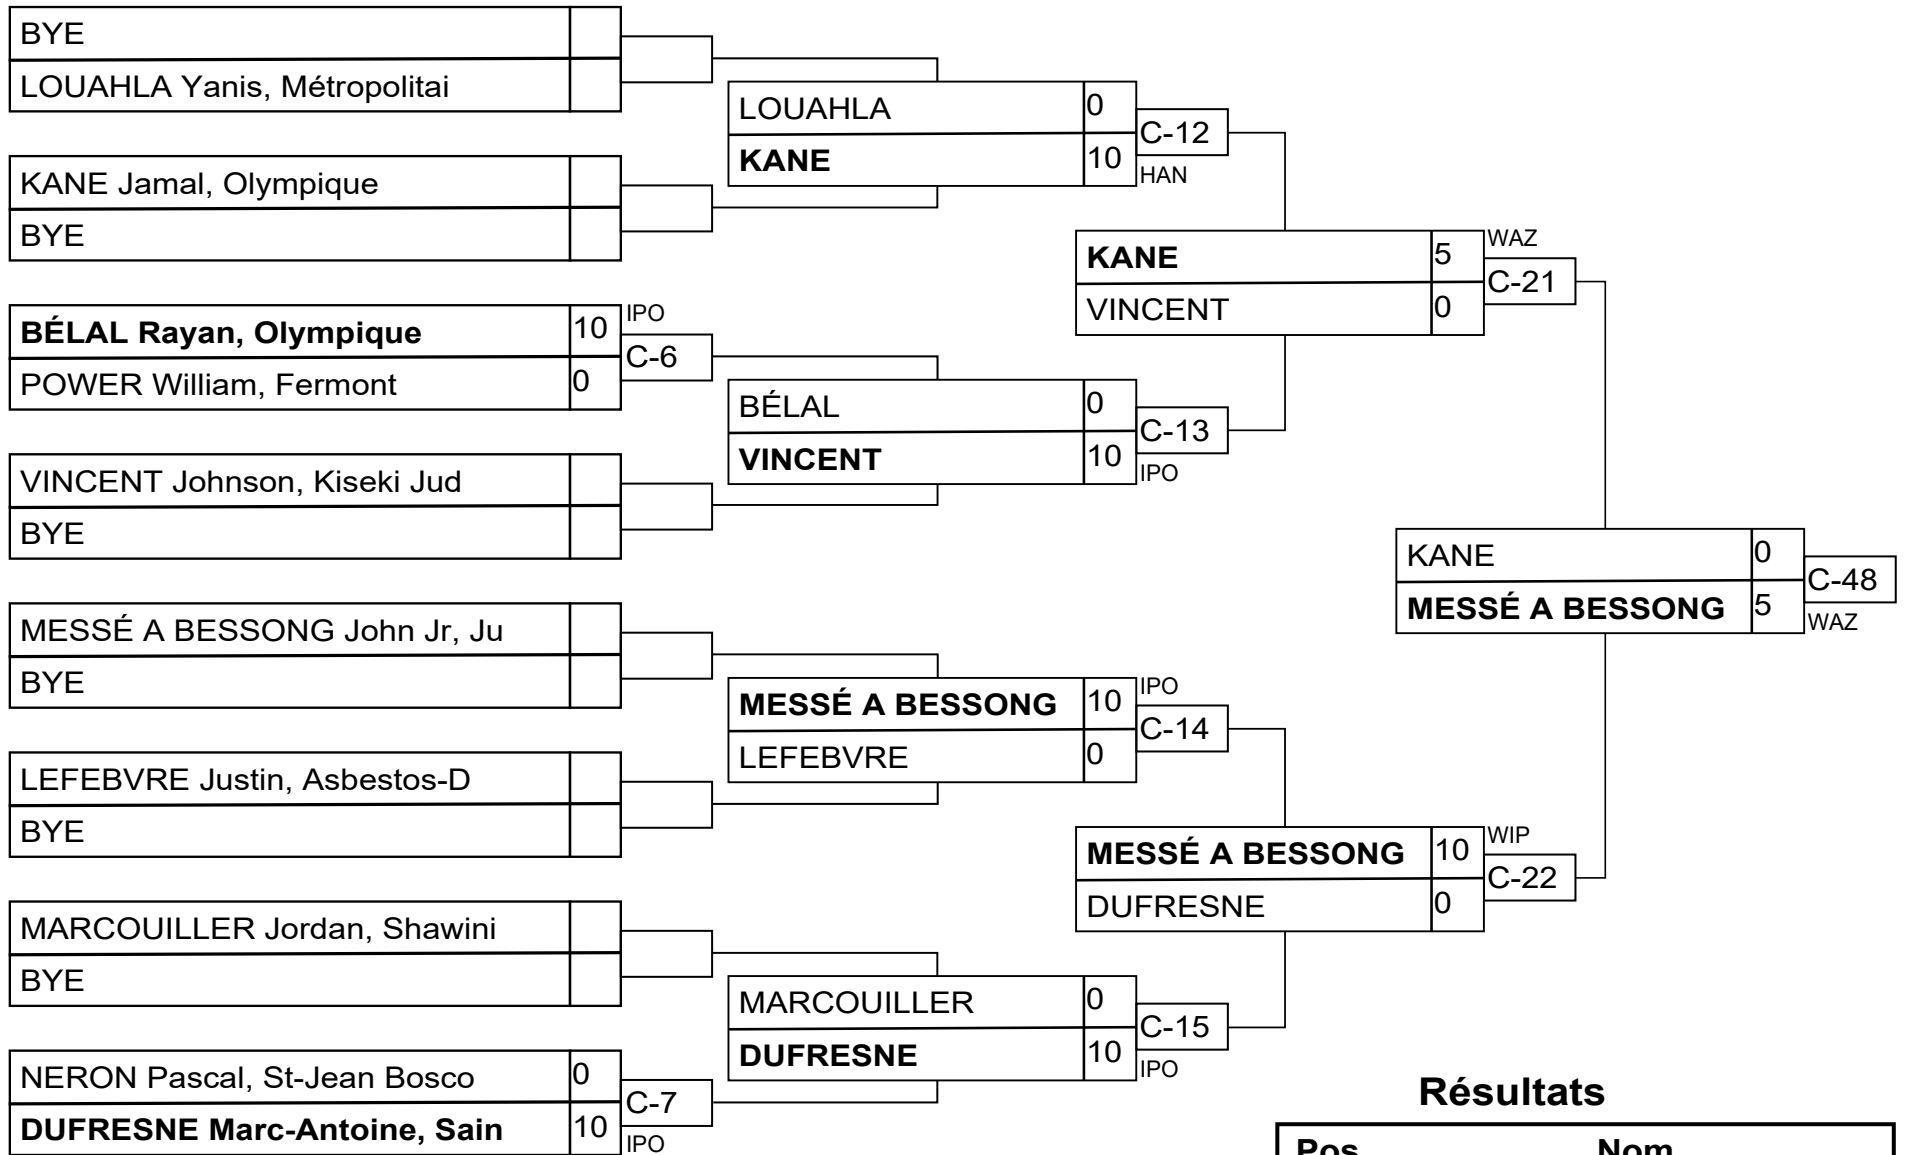 BYE
LOUAHLA Yanis, Métropolitai
KANE Jamal, Olympique
BYE
BÉLAL Rayan, Olympique 10 IPO
POWER William, Fermont 0
C-6
VINCENT Johnson, Kiseki Jud
BYE
MESSÉ A BESSONG John Jr, Ju
BYE
LEFEBVRE Justin, Asbestos-D
BYE
MARCOUILLER Jordan, Shawini
BYE
NERON Pascal, St-Jean Bosco 0
C-7
DUFRESNE Marc-Antoine, Sain 10 IPO
LOUAHLA 0
C-12
KANE 10 HAN
BÉLAL 0
C-13
VINCENT 10 IPO
MESSÉ A BESSONG 10 IPO
C-14
LEFEBVRE 0
MARCOUILLER 0
C-15
DUFRESNE 10 IPO
KANE 5 WAZ
C-21
VINCENT 0
MESSÉ A BESSONG 10 WIP
C-22
DUFRESNE 0
KANE 0
C-48
MESSÉ A BESSONG 5 WAZ
Résultats
Pos Nom